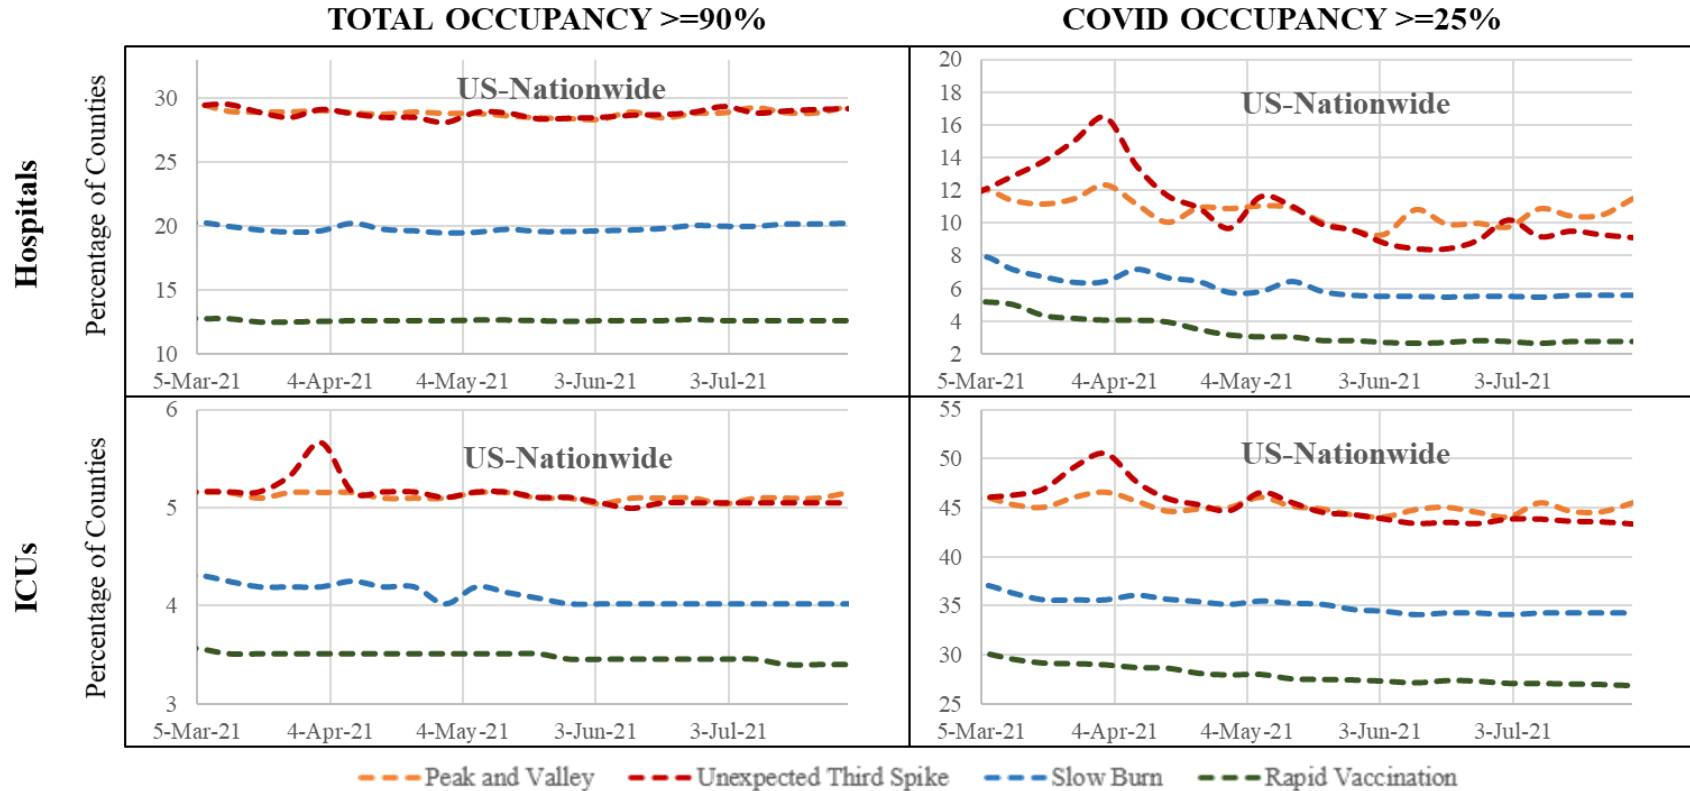 TOTAL OCCUPANCY >=90%
COVID OCCUPANCY >=25%
Hospitals
Percentage of Counties
US-Nationwide
30
25
20
15
10
5-Mar-21 4-Apr-21 4-May-21 3-Jun-21 3-Jul-21
US-Nationwide
20
18
16
14
12
10
8
6
4
2
5-Mar-21 4-Apr-21 4-May-21 3-Jun-21 3-Jul-21
ICUs
Percentage of Counties
US-Nationwide
6
5
4
3
5-Mar-21 4-Apr-21 4-May-21 3-Jun-21 3-Jul-21
US-Nationwide
55
50
45
40
35
30
25
5-Mar-21 4-Apr-21 4-May-21 3-Jun-21 3-Jul-21
Peak and Valley Unexpected Third Spike Slow Burn Rapid Vaccination